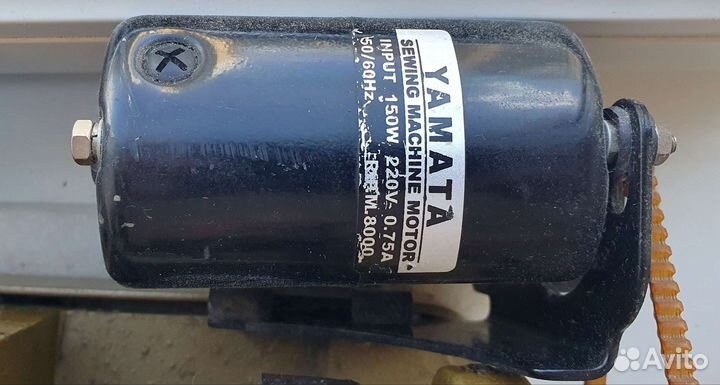 YAMATA
SEWING MACHINE MOTOR
INPUT 150W 220V 0.75A
50/60Hz R.P.M. 8000
Avito